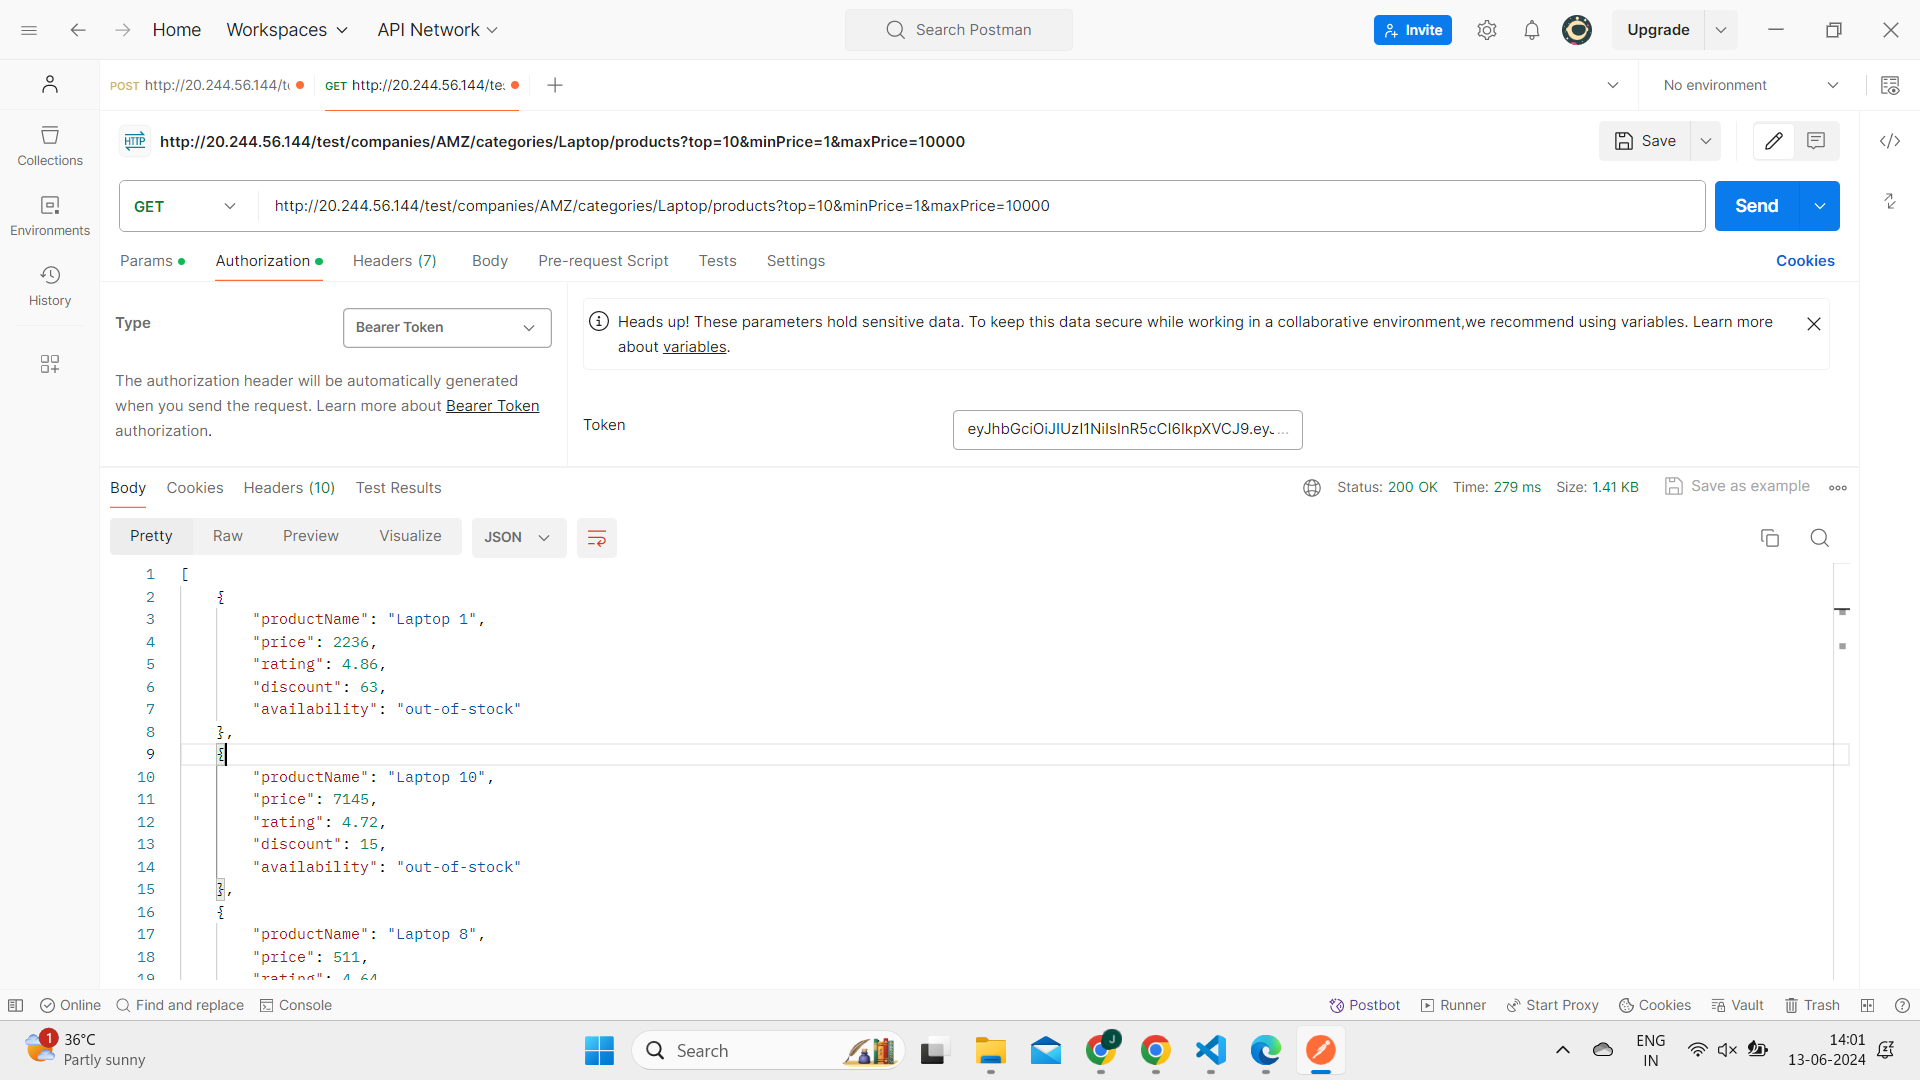 Home
Workspaces
API Network
Search Postman
Invite
Upgrade
POST http://20.244.56.144/t
GET http://20.244.56.144/te
No environment
HTTP
http://20.244.56.144/test/companies/AMZ/categories/Laptop/products?top=10&minPrice=1&maxPrice=10000
Save
Collections
Environments
History
GET
http://20.244.56.144/test/companies/AMZ/categories/Laptop/products?top=10&minPrice=1&maxPrice=10000
Send
Params
Authorization
Headers (7)
Body
Pre-request Script
Tests
Settings
Cookies
Type
Bearer Token
The authorization header will be automatically generated
when you send the request. Learn more about Bearer Token
authorization.
Heads up! These parameters hold sensitive data. To keep this data secure while working in a collaborative environment,we recommend using variables. Learn more
about variables.
Token
Body
Cookies
Headers (10)
Test Results
Status: 200 OK
Time: 279 ms
Size: 1.41 KB
Save as example
Pretty
Raw
Preview
Visualize
JSON
1 [
2 {
3 "productName": "Laptop 1",
4 "price": 2236,
5 "rating": 4.86,
6 "discount": 63,
7 "availability": "out-of-stock"
8 },
9 {
10 "productName": "Laptop 10",
11 "price": 7145,
12 "rating": 4.72,
13 "discount": 15,
14 "availability": "out-of-stock"
15 },
16 {
17 "productName": "Laptop 8",
18 "price": 511,
19 "rating": 4.64
Online
Find and replace
Console
Postbot
Runner
Start Proxy
Cookies
Vault
Trash
1
36°C
Partly sunny
Search
J
ENG
IN
14:01
13-06-2024